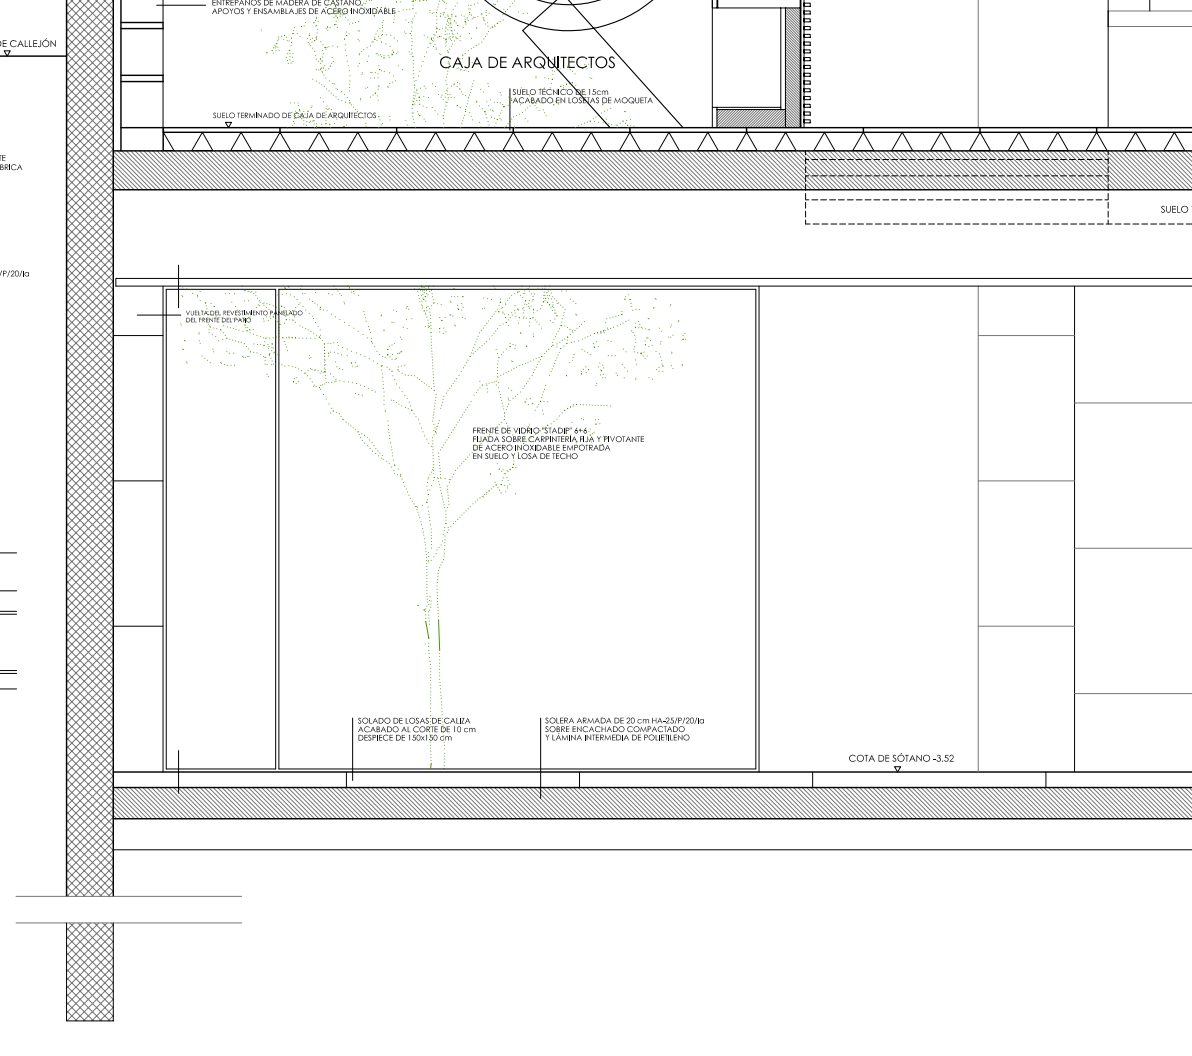 ENTREPAÑOS DE MADERA DE CASTAÑO,
APOYOS Y ENSAMBLAJES DE ACERO INOXIDABLE
DE CALLEJÓN
CAJA DE ARQUITECTOS
SUELO TÉCNICO DE 15cm
ACABADO EN LOSETAS DE MOQUETA
SUELO TERMINADO DE CAJA DE ARQUITECTOS
TE
BRICA
SUELO
/P/20/Ia
VUELTA DEL REVESTIMIENTO PANELADO
DEL FRENTE DEL PATIO
FRENTE DE VIDRIO "STADIP" 6+6
FIJADA SOBRE CARPINTERÍA FIJA Y PIVOTANTE
DE ACERO INOXIDABLE EMPOTRADA
EN SUELO Y LOSA DE TECHO
SOLADO DE LOSAS DE CALIZA
ACABADO AL CORTE DE 10 cm
DESPIECE DE 150x150 cm
SOLERA ARMADA DE 20 cm HA-25/P/20/Ia
SOBRE ENCACHADO COMPACTADO
Y LÁMINA INTERMEDIA DE POLIETILENO
COTA DE SÓTANO -3.52